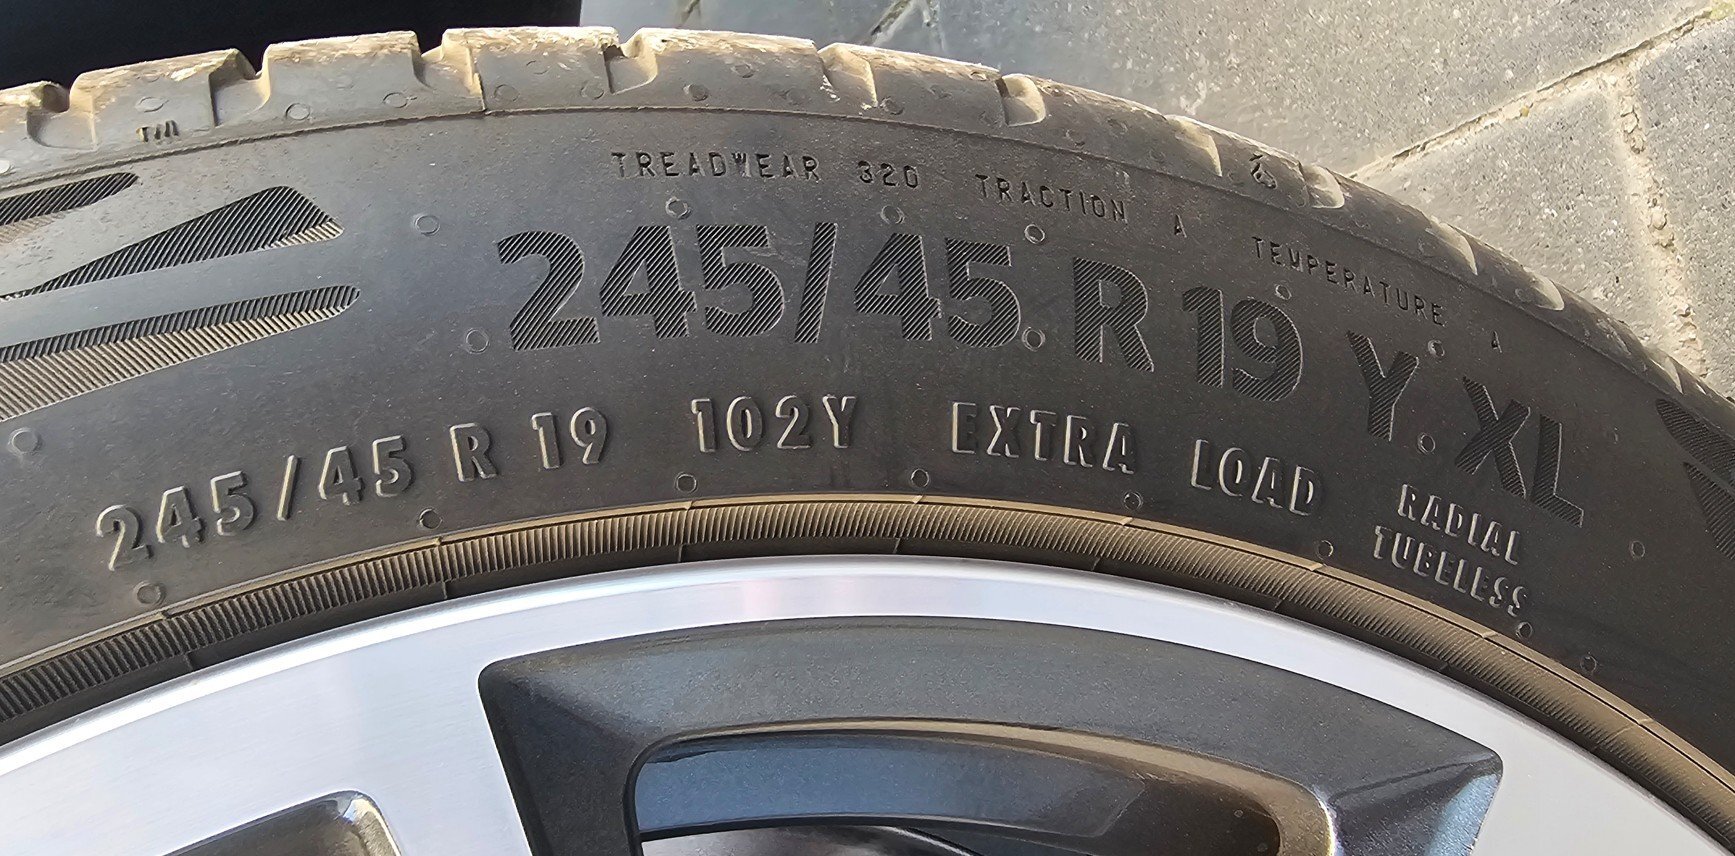 TREADWEAR 320 TRACTION A TEMPERATURE A
245/45 R 19 Y XL
245/45 R 19 102Y EXTRA LOAD
RADIAL
TUBELESS